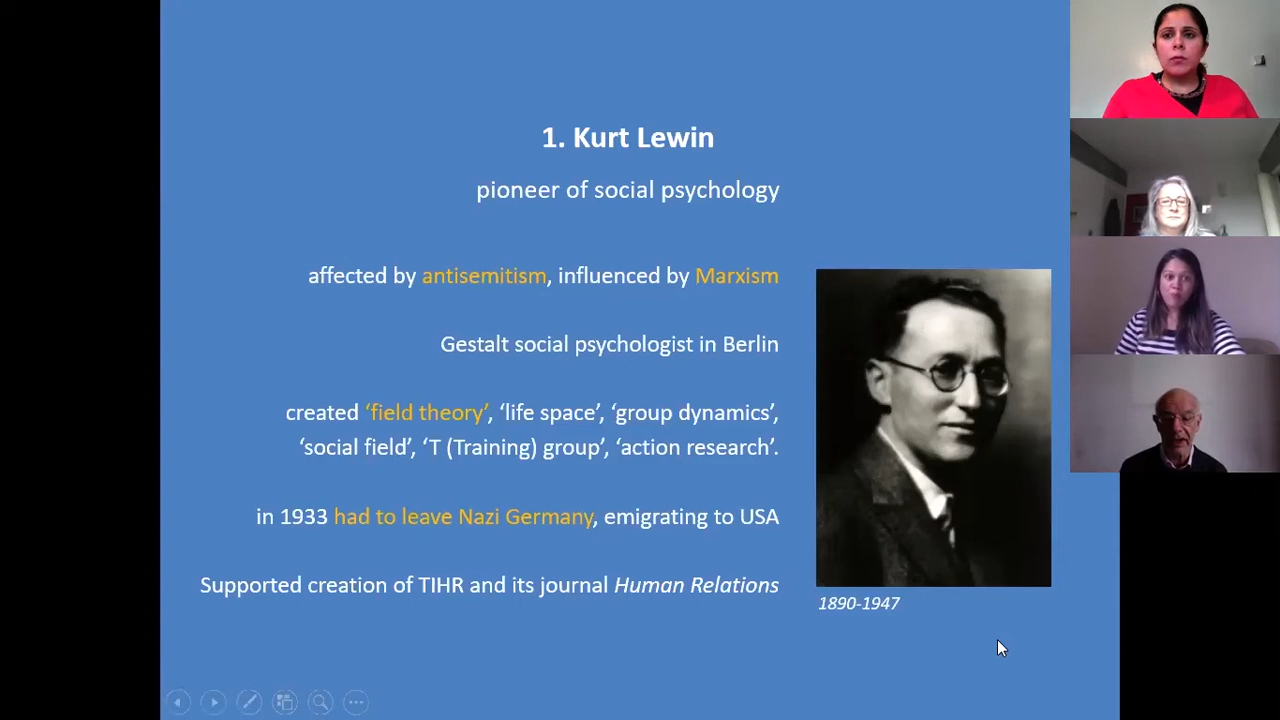 1. Kurt Lewin
pioneer of social psychology
affected by antisemitism, influenced by Marxism
Gestalt social psychologist in Berlin
created ‘field theory’, ‘life space’, ‘group dynamics’,
‘social field’, ‘T (Training) group’, ‘action research’.
in 1933 had to leave Nazi Germany, emigrating to USA
Supported creation of TIHR and its journal Human Relations
1890-1947